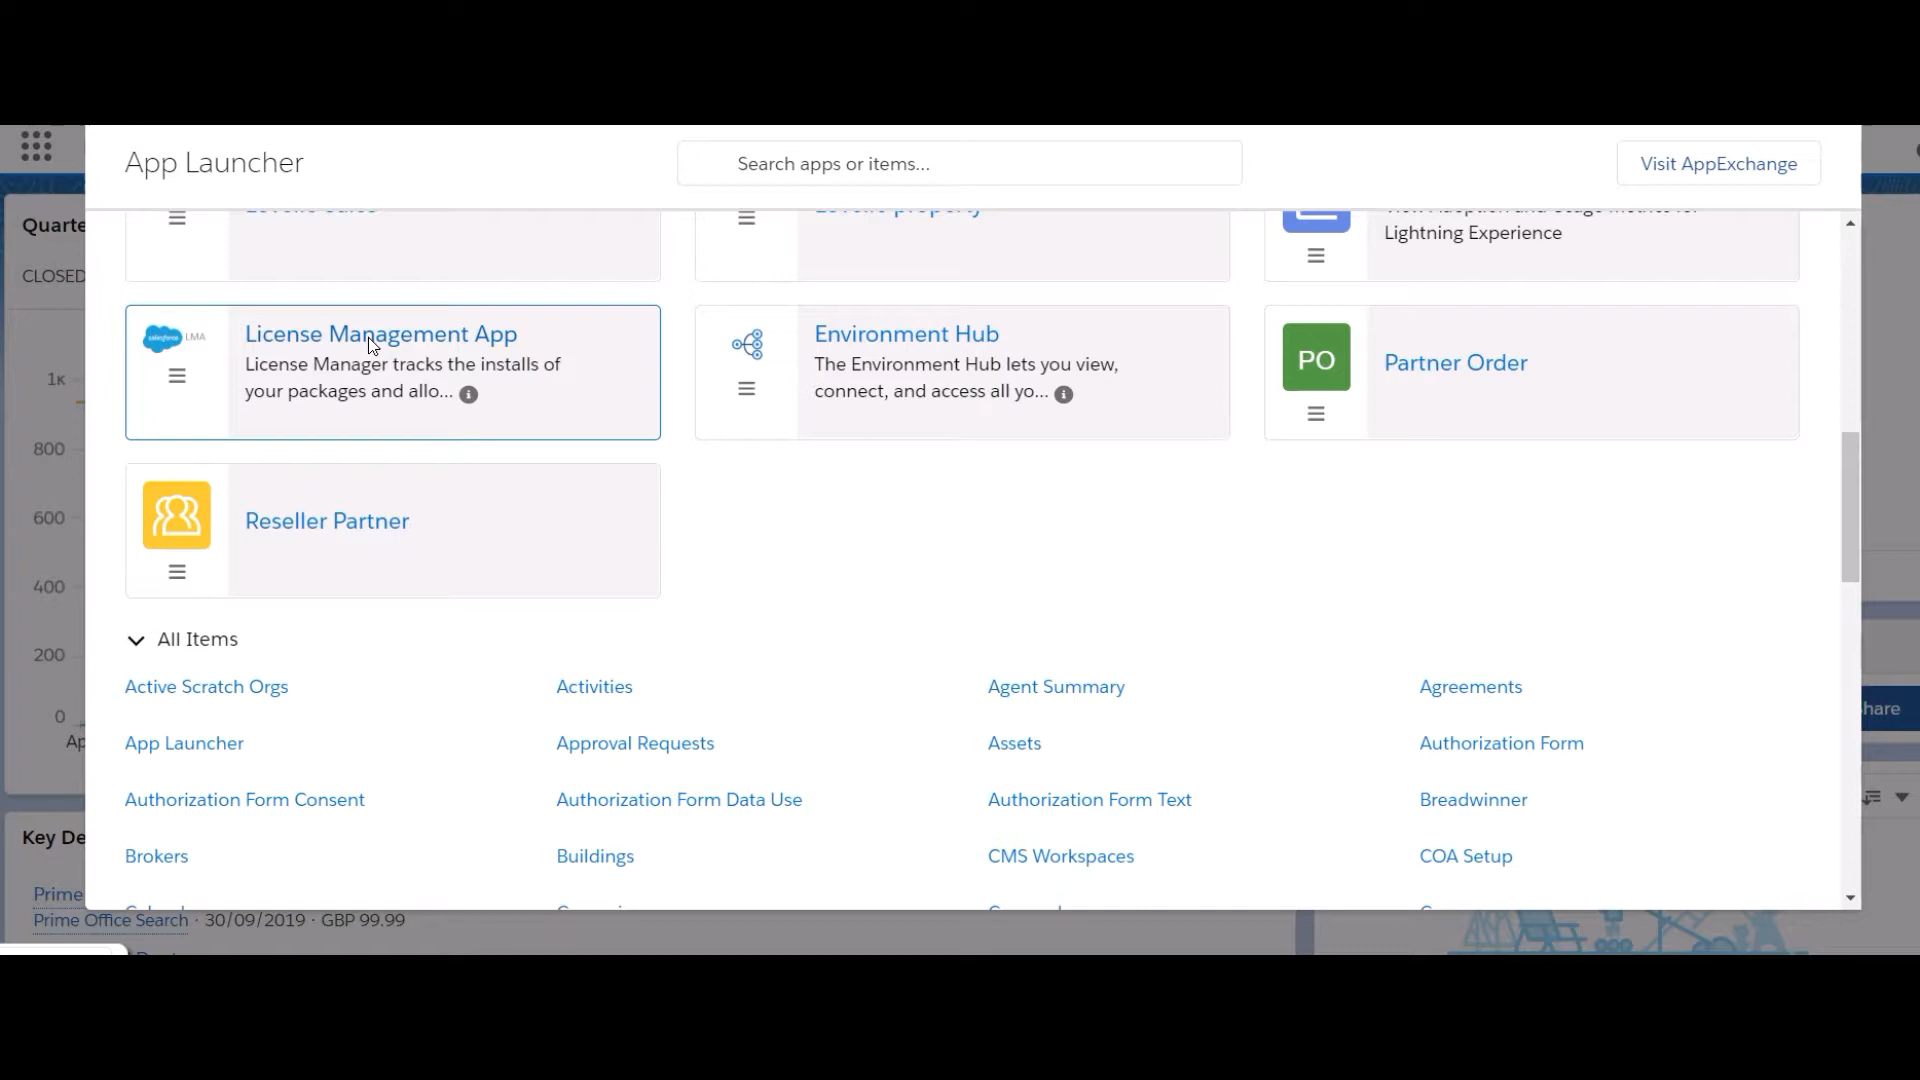 App Launcher
Search apps or items...
Visit AppExchange
Lightning Experience
Quarte
CLOSED
License Management App
License Manager tracks the installs of
your packages and allo...
salesforce LMA
Environment Hub
The Environment Hub lets you view,
connect, and access all yo...
PO
Partner Order
Reseller Partner
1K
800
600
400
200
0
Ap
All Items
Active Scratch Orgs
Activities
Agent Summary
Agreements
hare
App Launcher
Approval Requests
Assets
Authorization Form
Authorization Form Consent
Authorization Form Data Use
Authorization Form Text
Breadwinner
Brokers
Buildings
CMS Workspaces
COA Setup
Key De
Prime
Prime Office Search · 30/09/2019 · GBP 99.99